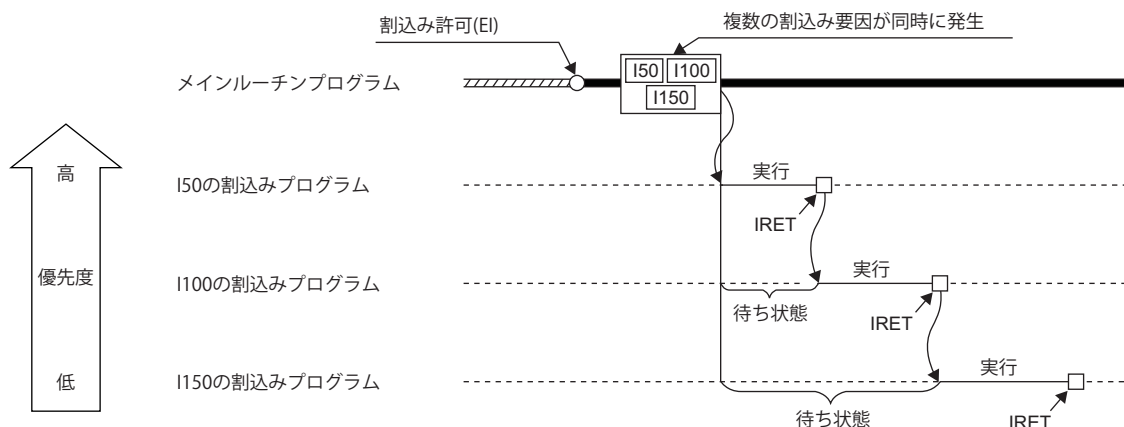 割込み許可(EI)
複数の割込み要因が同時に発生
メインルーチンプログラム
I50 I100
I150
高
I50の割込みプログラム
実行
IRET
優先度
I100の割込みプログラム
実行
待ち状態
IRET
低
I150の割込みプログラム
実行
待ち状態
IRET